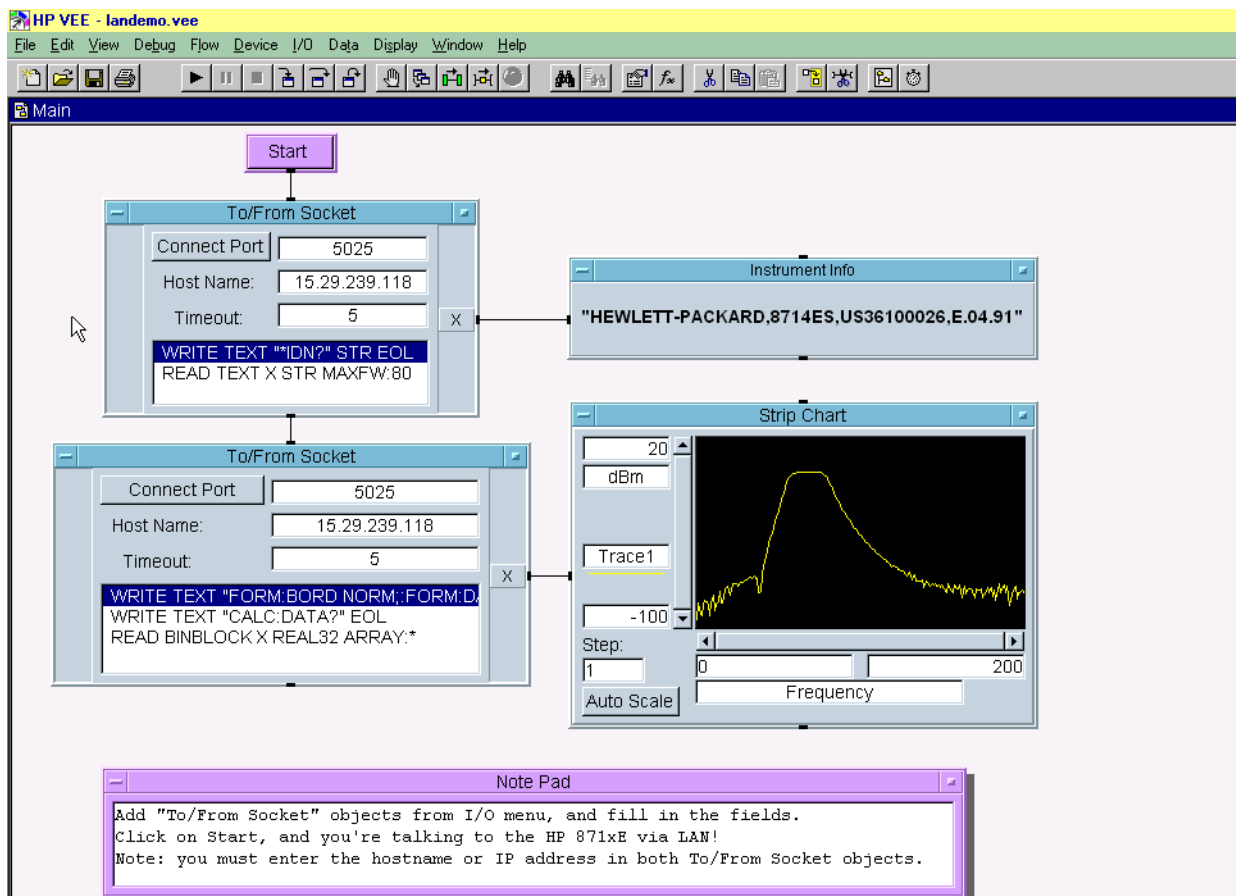 HP VEE - landemo.vee
File Edit View Debug Flow Device I/O Data Display Window Help
Main
Start
To/From Socket
Connect Port 5025
Host Name: 15.29.239.118
Timeout: 5
X
WRITE TEXT "*IDN?" STR EOL
READ TEXT X STR MAXFW:80
Instrument Info
"HEWLETT-PACKARD,8714ES,US36100026,E.04.91"
To/From Socket
Connect Port 5025
Host Name: 15.29.239.118
Timeout: 5
X
WRITE TEXT "FORM:BORD NORM;:FORM:DA
WRITE TEXT "CALC:DATA?" EOL
READ BINBLOCK X REAL32 ARRAY:*
Strip Chart
20
dBm
Trace1
-100
Step:
1
Auto Scale
0 200
Frequency
Note Pad
Add "To/From Socket" objects from I/O menu, and fill in the fields.
Click on Start, and you're talking to the HP 871xE via LAN!
Note: you must enter the hostname or IP address in both To/From Socket objects.